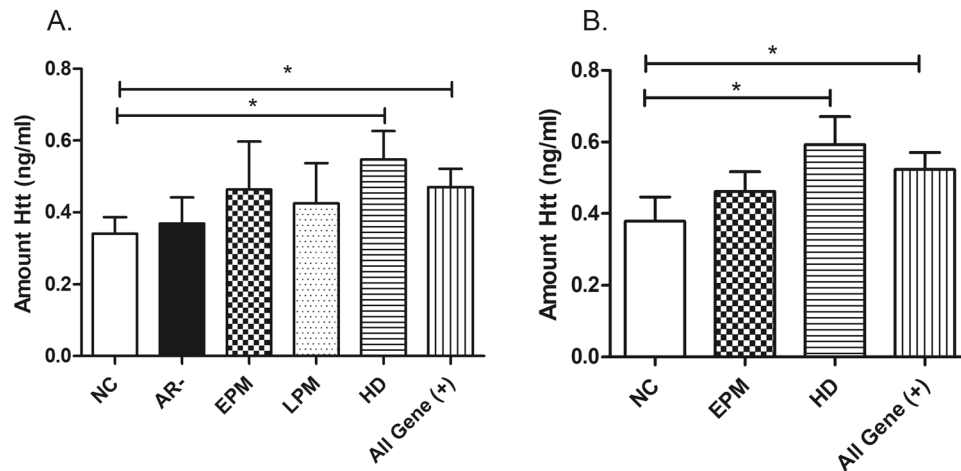 A.
Amount Htt (ng/ml)
0.8
0.6
0.4
0.2
0.0
*
*
NC
AR-
EPM
LPM
HD
All Gene (+)
B.
Amount Htt (ng/ml)
0.8
0.6
0.4
0.2
0.0
*
*
NC
EPM
HD
All Gene (+)